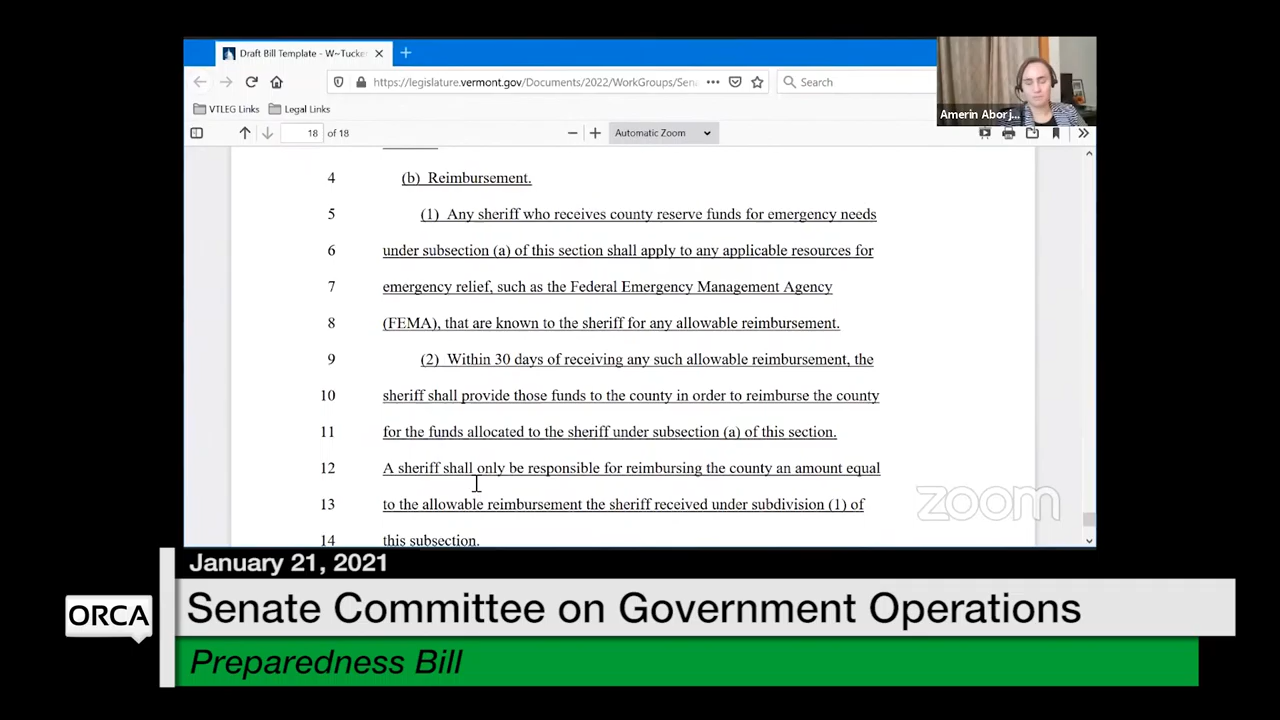 Draft Bill Template - W~Tucke
https://legislature.vermont.gov/Documents/2022/WorkGroups/Sen
Search
VTLEG Links Legal Links
18 of 18
Automatic Zoom
Amerin Aborj...
4 (b) Reimbursement.
5 (1) Any sheriff who receives county reserve funds for emergency needs
6 under subsection (a) of this section shall apply to any applicable resources for
7 emergency relief, such as the Federal Emergency Management Agency
8 (FEMA), that are known to the sheriff for any allowable reimbursement.
9 (2) Within 30 days of receiving any such allowable reimbursement, the
10 sheriff shall provide those funds to the county in order to reimburse the county
11 for the funds allocated to the sheriff under subsection (a) of this section.
12 A sheriff shall only be responsible for reimbursing the county an amount equal
13 to the allowable reimbursement the sheriff received under subdivision (1) of
14 this subsection.
zoom
January 21, 2021
ORCA
Senate Committee on Government Operations
Preparedness Bill